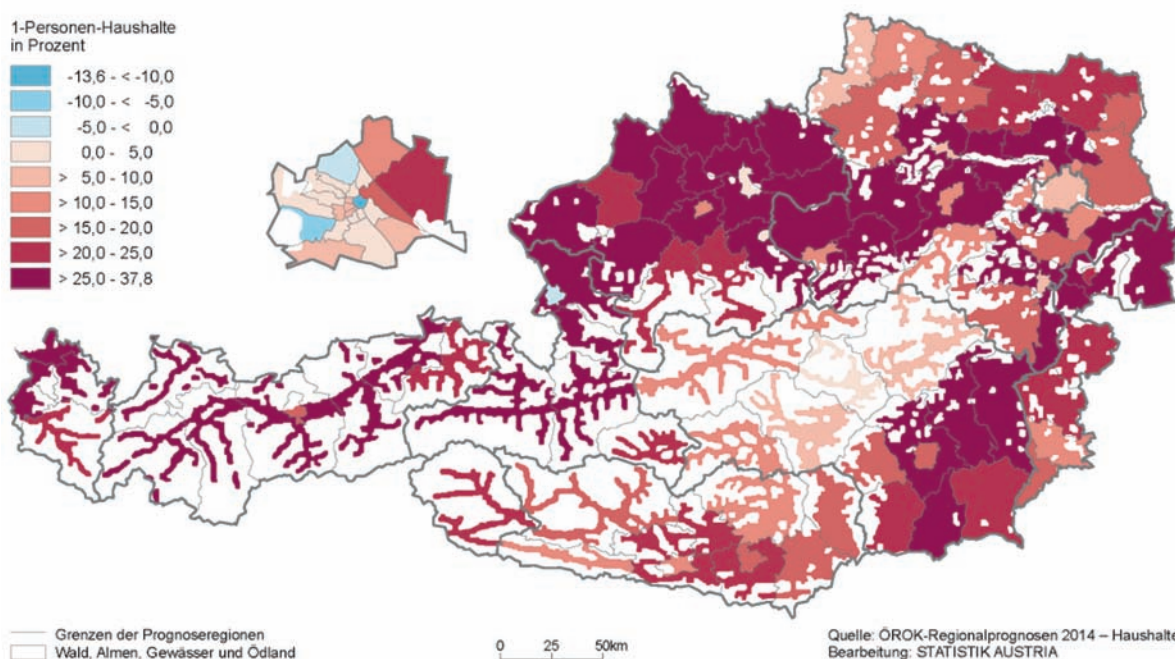 1-Personen-Haushalte
in Prozent
-13,6 - < -10,0
-10,0 - < -5,0
-5,0 - < 0,0
0,0 - 5,0
> 5,0 - 10,0
> 10,0 - 15,0
> 15,0 - 20,0
> 20,0 - 25,0
> 25,0 - 37,8
Grenzen der Prognoseregionen
Wald, Almen, Gewässer und Ödland
0 25 50km
Quelle: ÖROK-Regionalprognosen 2014 – Haushalte
Bearbeitung: STATISTIK AUSTRIA